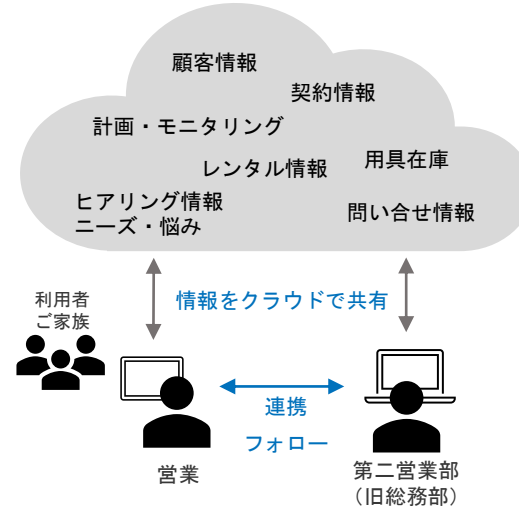 顧客情報
契約情報
計画・モニタリング
レンタル情報
用具在庫
ヒアリング情報
ニーズ・悩み
問い合せ情報
情報をクラウドで共有
利用者
ご家族
連携
フォロー
営業
第二営業部
（旧総務部）